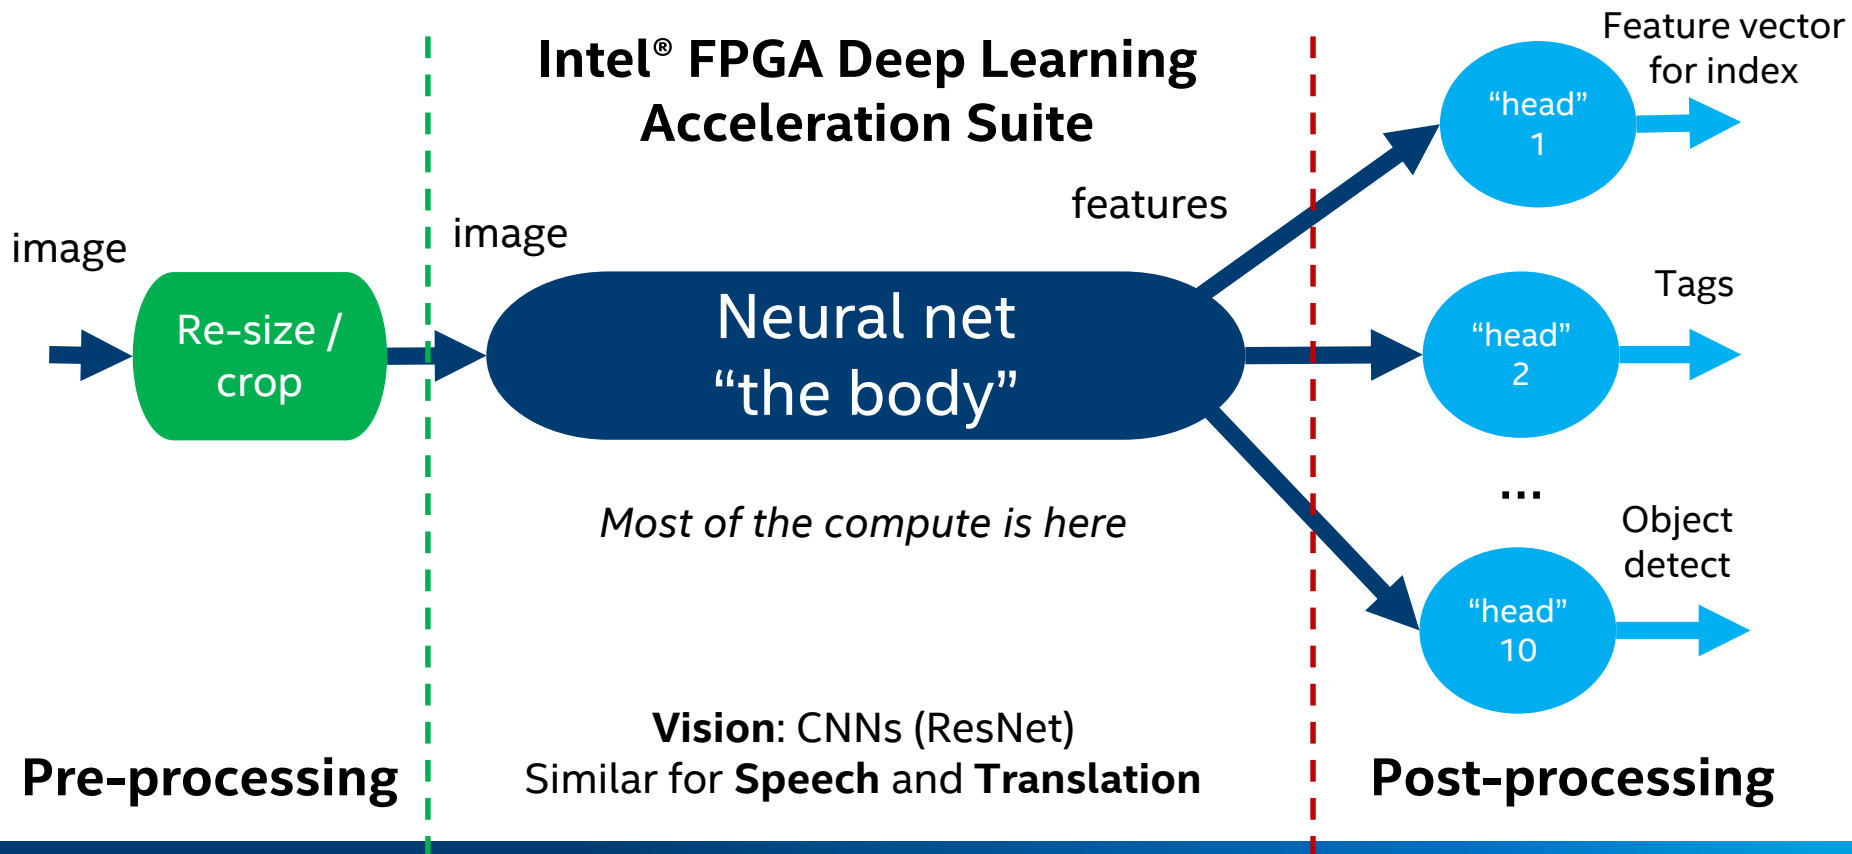 Intel® FPGA Deep Learning
Acceleration Suite
image
Re-size /
crop
image
Neural net
“the body”
features
Most of the compute is here
Vision: CNNs (ResNet)
Similar for Speech and Translation
Feature vector
for index
“head”
1
Tags
“head”
2
...
Object
detect
“head”
10
Pre-processing
Post-processing